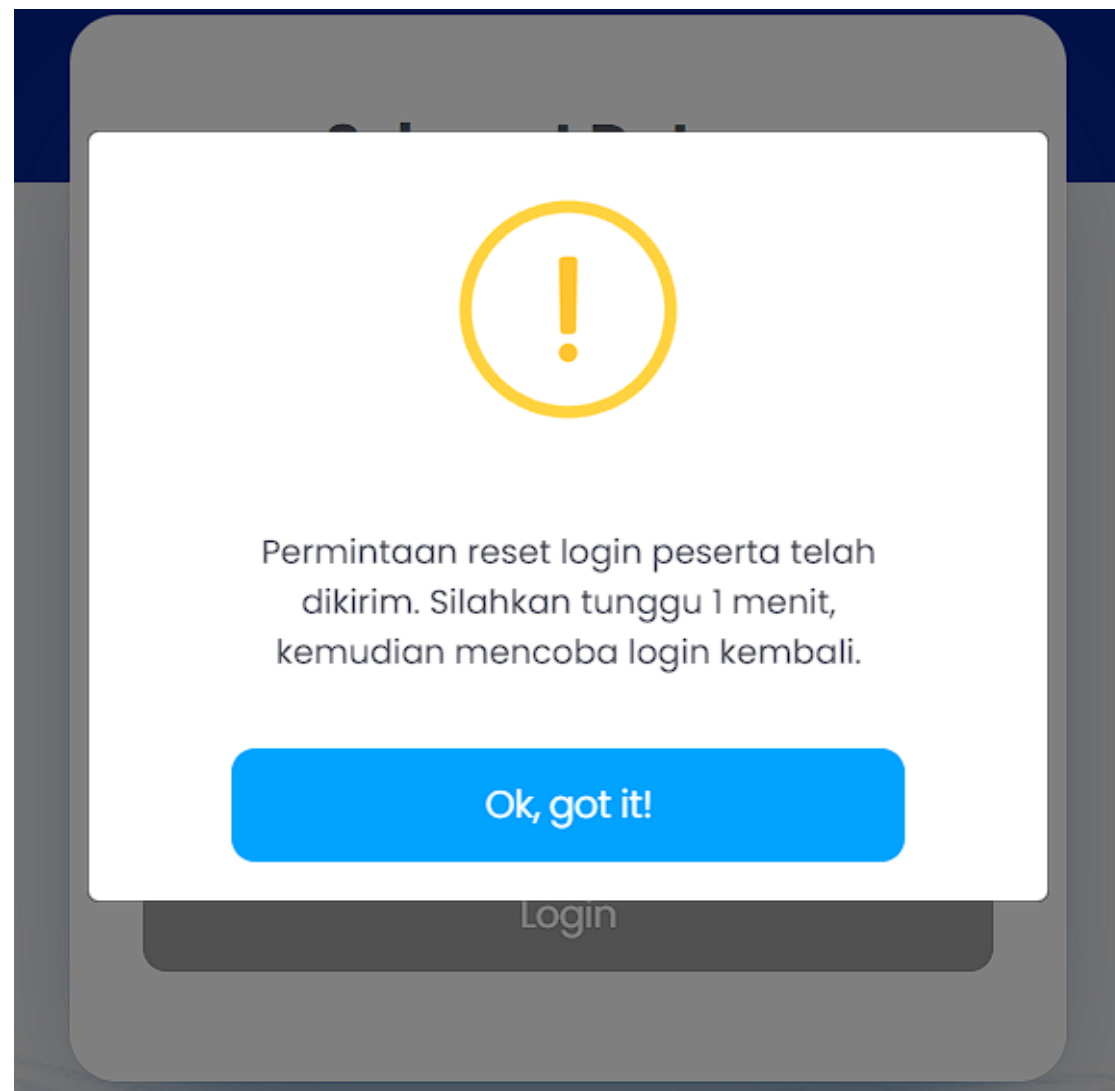 Permintaan reset login peserta telah
dikirim. Silahkan tunggu 1 menit,
kemudian mencoba login kembali.
Ok, got it!
Login